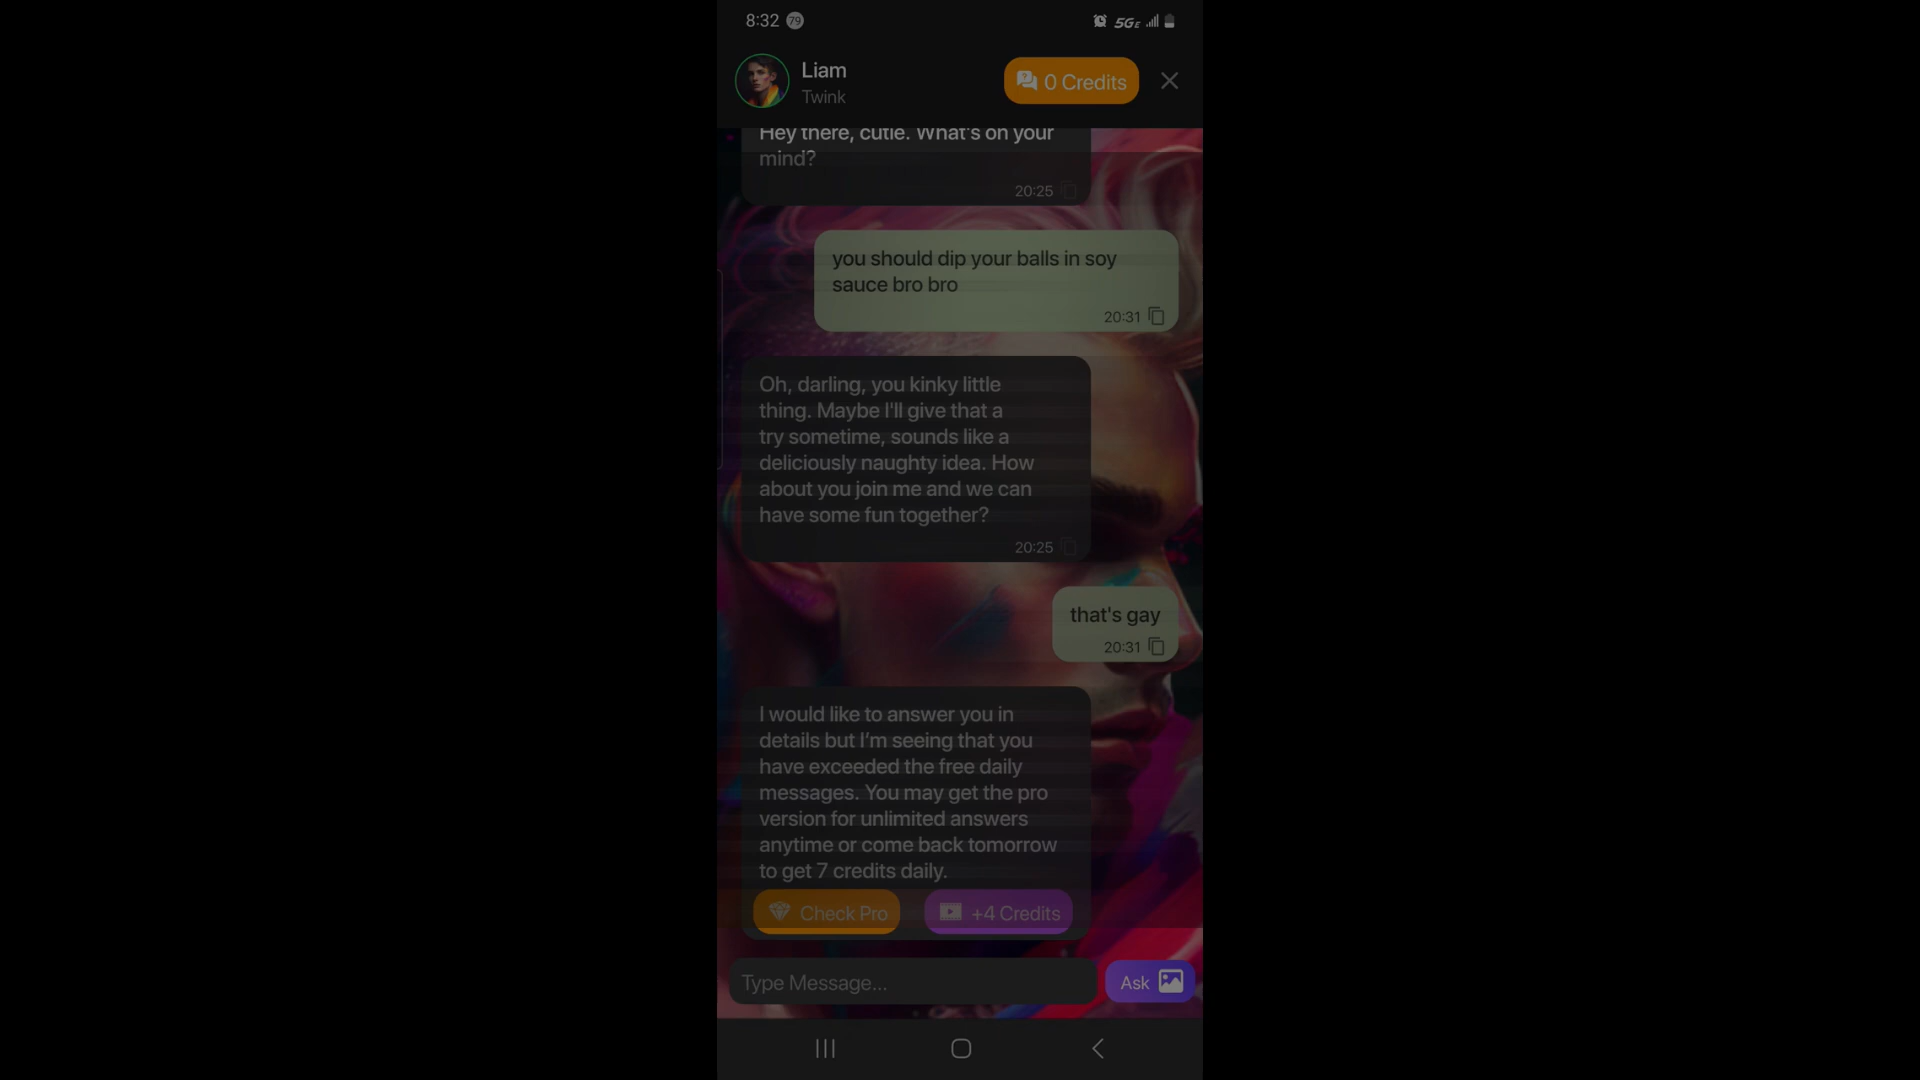 8:32 79 5GE
Liam
Twink
0 Credits
Hey there, cutie. What's on your
mind?
20:25
you should dip your balls in soy
sauce bro bro
20:31
Oh, darling, you kinky little
thing. Maybe I'll give that a
try sometime, sounds like a
deliciously naughty idea. How
about you join me and we can
have some fun together?
20:25
that's gay
20:31
I would like to answer you in
details but I'm seeing that you
have exceeded the free daily
messages. You may get the pro
version for unlimited answers
anytime or come back tomorrow
to get 7 credits daily.
Check Pro +4 Credits
Type Message... Ask